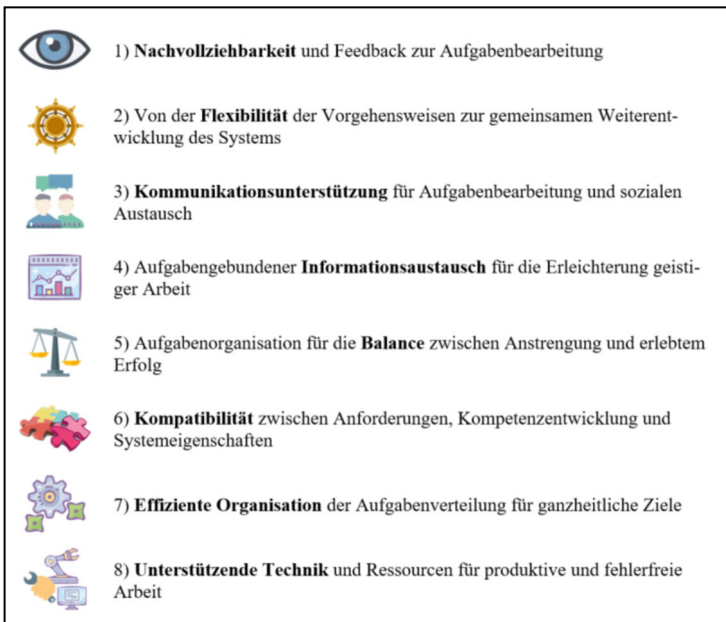 1) Nachvollziehbarkeit und Feedback zur Aufgabenbearbeitung
2) Von der Flexibilität der Vorgehensweisen zur gemeinsamen Weiterent-
wicklung des Systems
3) Kommunikationsunterstützung für Aufgabenbearbeitung und sozialen
Austausch
4) Aufgabengebundener Informationsaustausch für die Erleichterung geisti-
ger Arbeit
5) Aufgabenorganisation für die Balance zwischen Anstrengung und erlebtem
Erfolg
6) Kompatibilität zwischen Anforderungen, Kompetenzentwicklung und
Systemeigenschaften
7) Effiziente Organisation der Aufgabenverteilung für ganzheitliche Ziele
8) Unterstützende Technik und Ressourcen für produktive und fehlerfreie
Arbeit